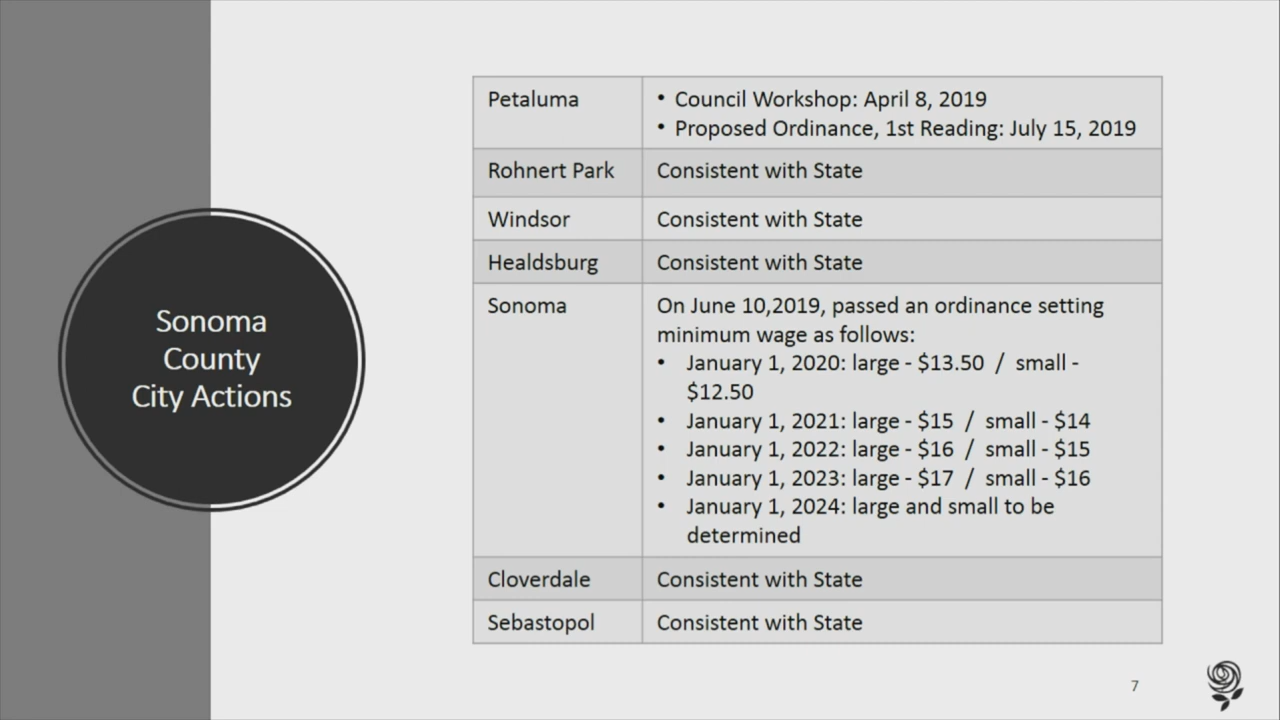 Sonoma
County
City Actions
Petaluma
• Council Workshop: April 8, 2019
• Proposed Ordinance, 1st Reading: July 15, 2019
Rohnert Park
Consistent with State
Windsor
Consistent with State
Healdsburg
Consistent with State
Sonoma
On June 10,2019, passed an ordinance setting
minimum wage as follows:
• January 1, 2020: large - $13.50 / small -
$12.50
• January 1, 2021: large - $15 / small - $14
• January 1, 2022: large - $16 / small - $15
• January 1, 2023: large - $17 / small - $16
• January 1, 2024: large and small to be
determined
Cloverdale
Consistent with State
Sebastopol
Consistent with State
7